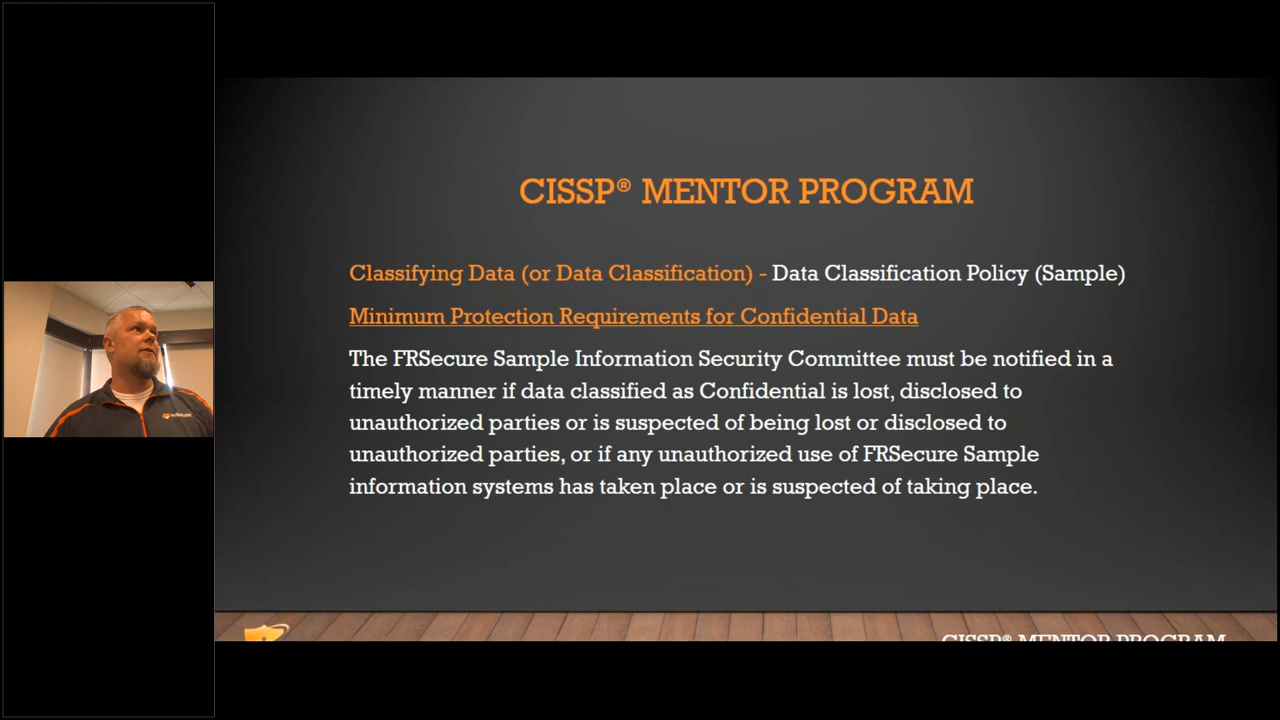 CISSP® MENTOR PROGRAM
Classifying Data (or Data Classification) - Data Classification Policy (Sample)
Minimum Protection Requirements for Confidential Data
The FRSecure Sample Information Security Committee must be notified in a
timely manner if data classified as Confidential is lost, disclosed to
unauthorized parties or is suspected of being lost or disclosed to
unauthorized parties, or if any unauthorized use of FRSecure Sample
information systems has taken place or is suspected of taking place.
CISSP® MENTOR PROGRAM